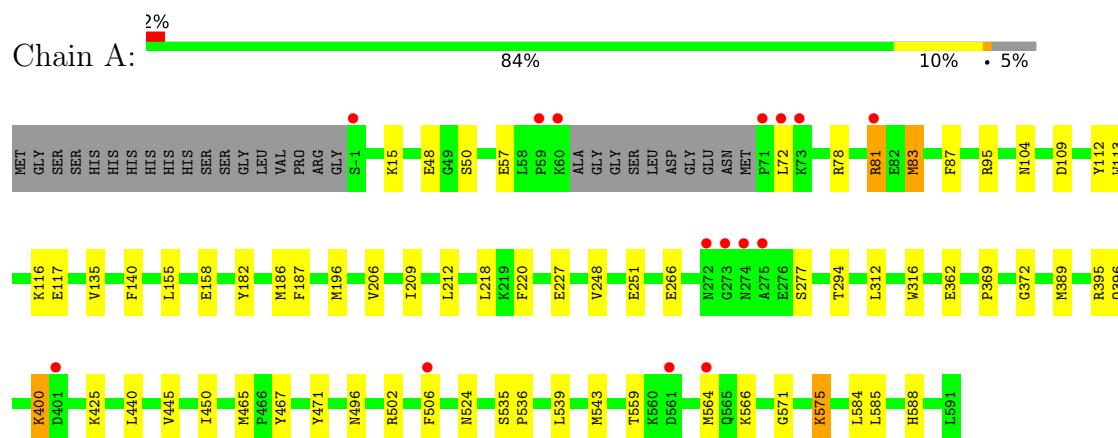 2%
Chain A:
84% 10% • 5%
MET GLY SER SER HIS HIS HIS HIS HIS HIS SER SER GLY LEU VAL PRO ARG GLY S-1 K15 E48 G49 S50 E57 L58 P59 K60 ALA GLY GLY SER LEU ASP GLY GLU ASN MET P71 L72 K73 R78 R81 E82 M83 F87 R95 N104 D109 Y112 W113
K116 E117 V135 F140 L155 E158 Y182 M186 F187 M196 V206 I209 L212 L218 K219 F220 E227 V248 E251 E266 N272 G273 N274 A275 E276 S277 T294 L312 W316 E362 P369 G372 M389 R395 Q396
K400 D401 K425 L440 V445 I450 M465 P466 Y467 Y471 N496 R502 F506 N524 S535 P536 L539 M543 T559 K560 D561 M564 Q565 K566 G571 K575 L584 L585 H588 L591